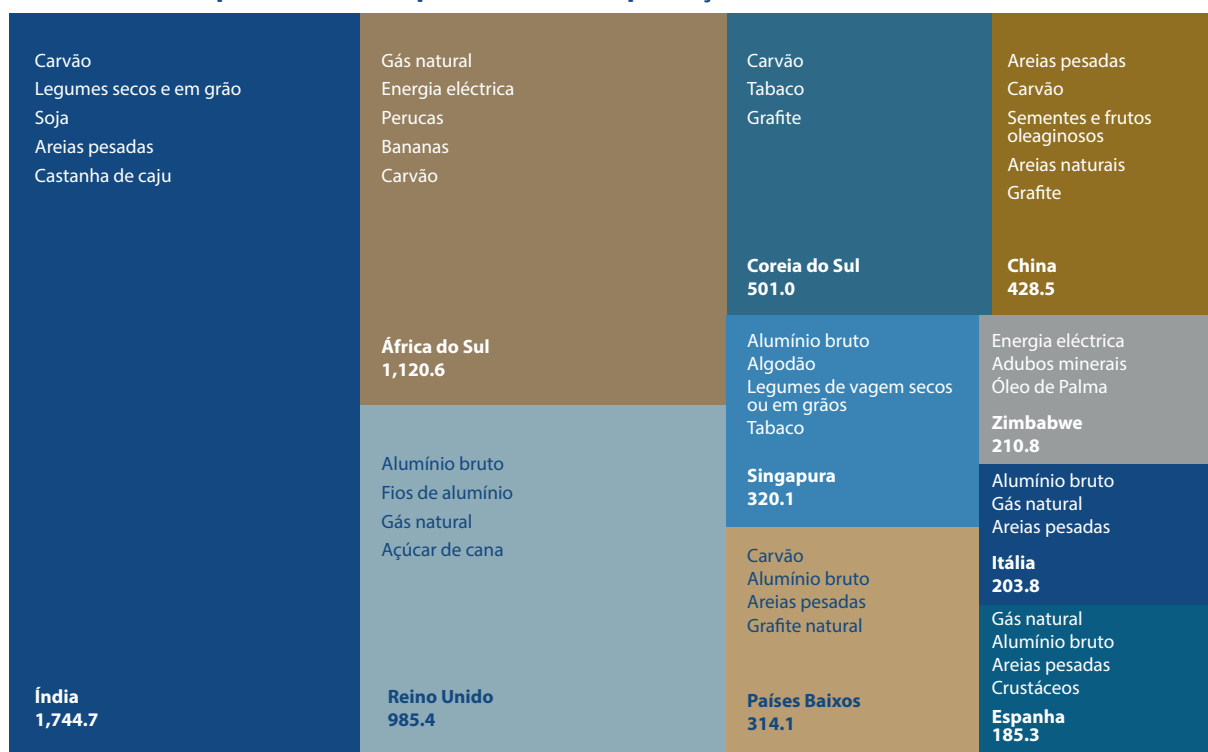 Carvão
Legumes secos e em grão
Soja
Areias pesadas
Castanha de caju
Índia
1,744.7
Gás natural
Energia eléctrica
Perucas
Bananas
Carvão
África do Sul
1,120.6
Alumínio bruto
Fios de alumínio
Gás natural
Açúcar de cana
Reino Unido
985.4
Carvão
Tabaco
Grafite
Coreia do Sul
501.0
Areias pesadas
Carvão
Sementes e frutos
oleaginosos
Areias naturais
Grafite
China
428.5
Alumínio bruto
Algodão
Legumes de vagem secos
ou em grãos
Tabaco
Singapura
320.1
Carvão
Alumínio bruto
Areias pesadas
Grafite natural
Países Baixos
314.1
Energia eléctrica
Adubos minerais
Óleo de Palma
Zimbabwe
210.8
Alumínio bruto
Gás natural
Areias pesadas
Itália
203.8
Gás natural
Alumínio bruto
Areias pesadas
Crustáceos
Espanha
185.3